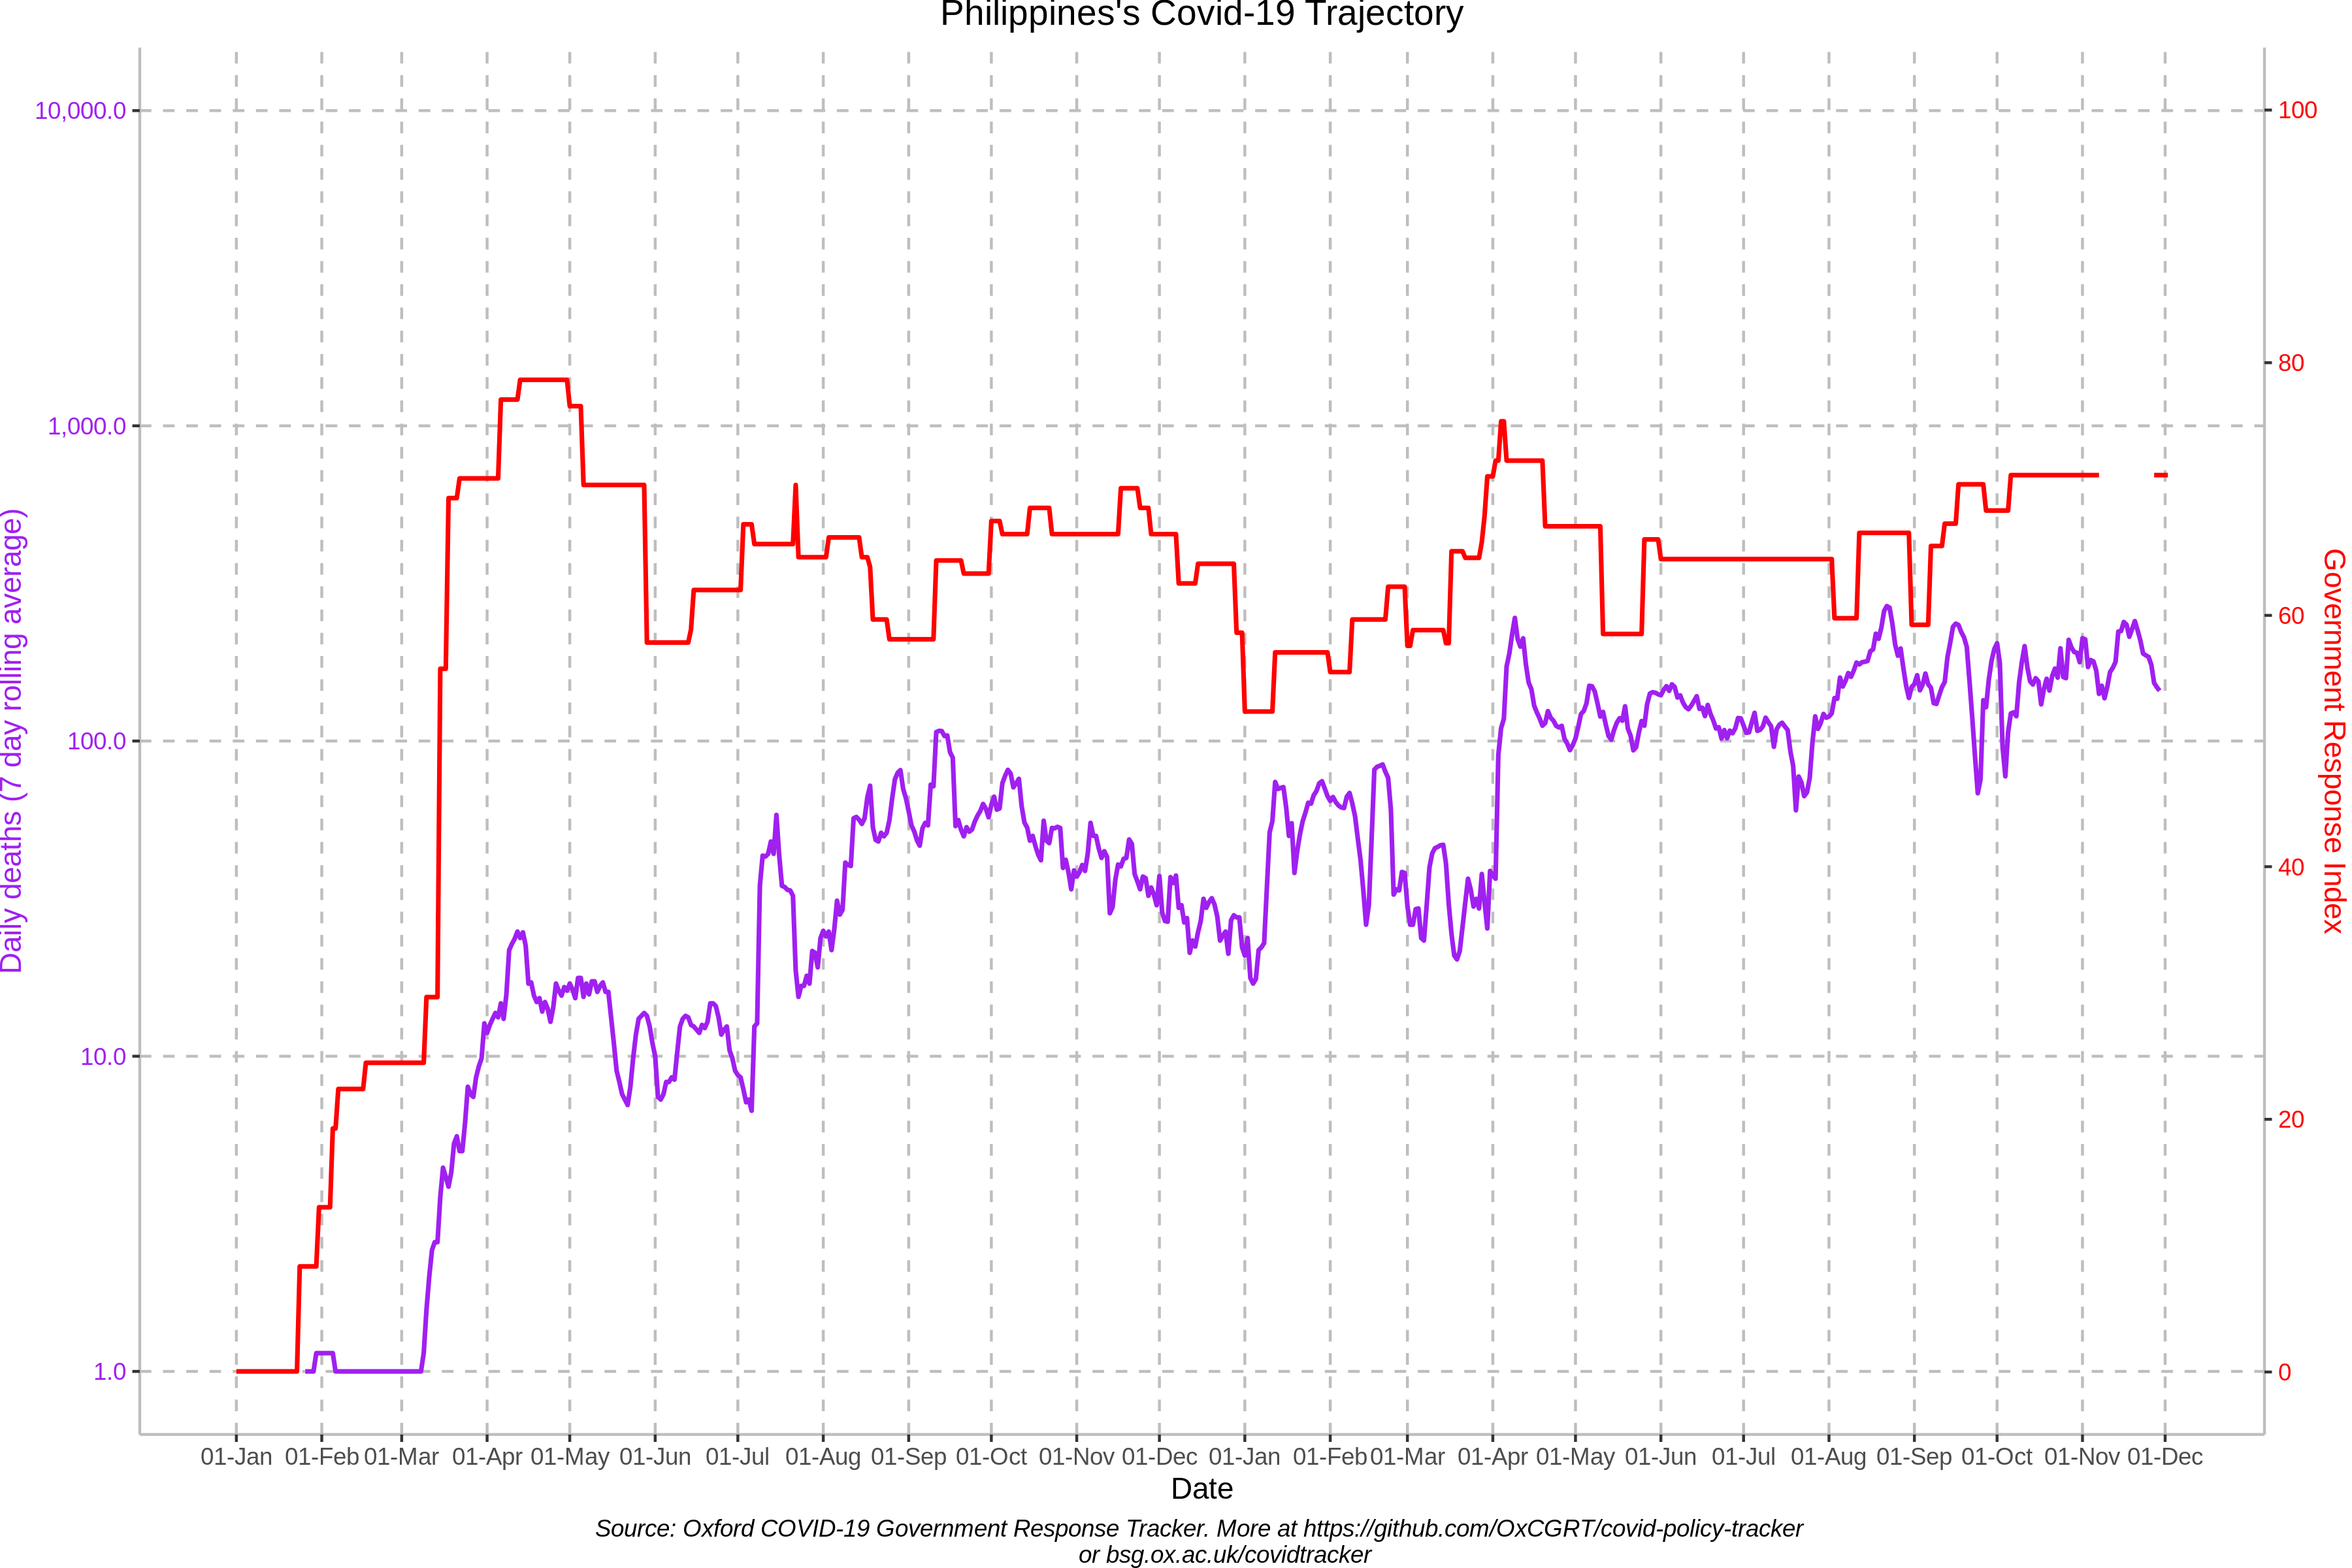 Philippines's Covid-19 Trajectory
10,000.0
1,000.0
100.0
10.0
1.0
Daily deaths (7 day rolling average)
100
80
60
40
20
0
Government Response Index
01-Jan 01-Feb 01-Mar 01-Apr 01-May 01-Jun 01-Jul 01-Aug 01-Sep 01-Oct 01-Nov 01-Dec 01-Jan 01-Feb 01-Mar 01-Apr 01-May 01-Jun 01-Jul 01-Aug 01-Sep 01-Oct 01-Nov 01-Dec
Date
Source: Oxford COVID-19 Government Response Tracker. More at https://github.com/OxCGRT/covid-policy-tracker
or bsg.ox.ac.uk/covidtracker